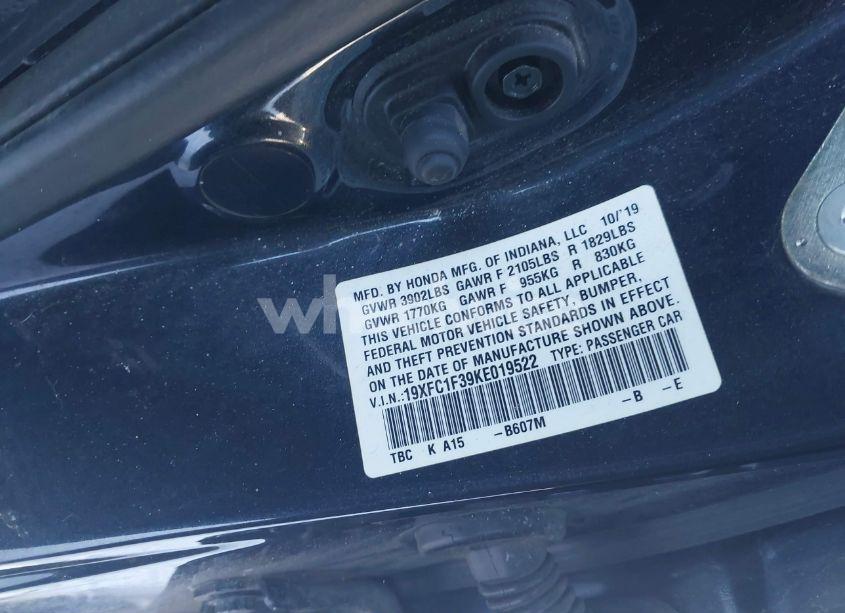 MFD. BY HONDA MFG. OF INDIANA, LLC 10/'19
GVWR 3902LBS GAWR F 2105LBS R 1829LBS
GVWR 1770KG GAWR F 955KG R 830KG
THIS VEHICLE CONFORMS TO ALL APPLICABLE
FEDERAL MOTOR VEHICLE SAFETY, BUMPER,
AND THEFT PREVENTION STANDARDS IN EFFECT
ON THE DATE OF MANUFACTURE SHOWN ABOVE.
V.I.N.:19XFC1F39KE019522 TYPE: PASSENGER CAR
TBC K A15 -B607M -B -E